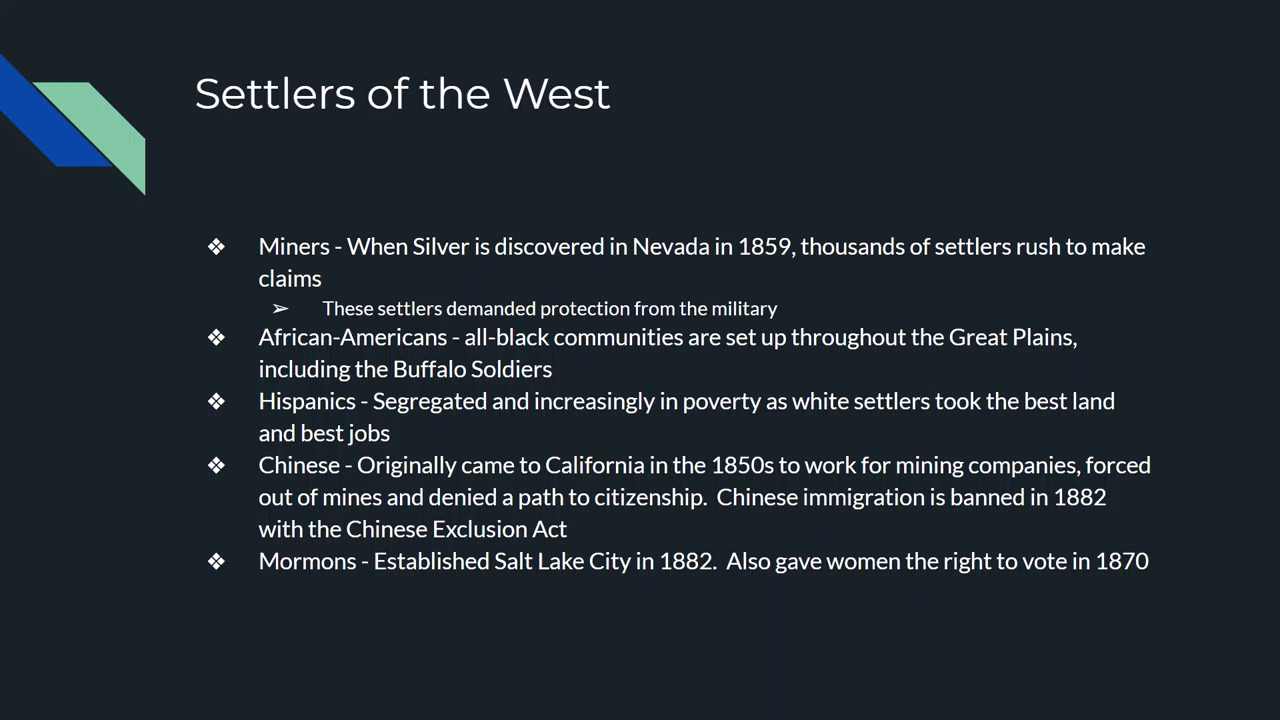 Settlers of the West
❖ Miners - When Silver is discovered in Nevada in 1859, thousands of settlers rush to make
claims
➢ These settlers demanded protection from the military
❖ African-Americans - all-black communities are set up throughout the Great Plains,
including the Buffalo Soldiers
❖ Hispanics - Segregated and increasingly in poverty as white settlers took the best land
and best jobs
❖ Chinese - Originally came to California in the 1850s to work for mining companies, forced
out of mines and denied a path to citizenship.  Chinese immigration is banned in 1882
with the Chinese Exclusion Act
❖ Mormons - Established Salt Lake City in 1882.  Also gave women the right to vote in 1870